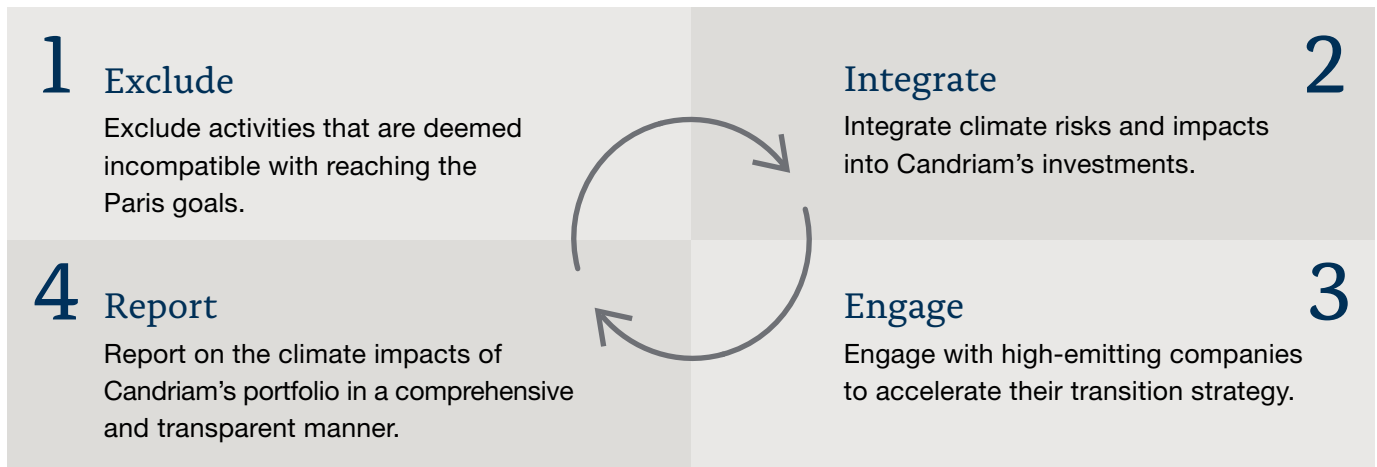 1
Exclude
Exclude activities that are deemed
incompatible with reaching the
Paris goals.
2
Integrate
Integrate climate risks and impacts
into Candriam’s investments.
3
Engage
Engage with high-emitting companies
to accelerate their transition strategy.
4
Report
Report on the climate impacts of
Candriam’s portfolio in a comprehensive
and transparent manner.